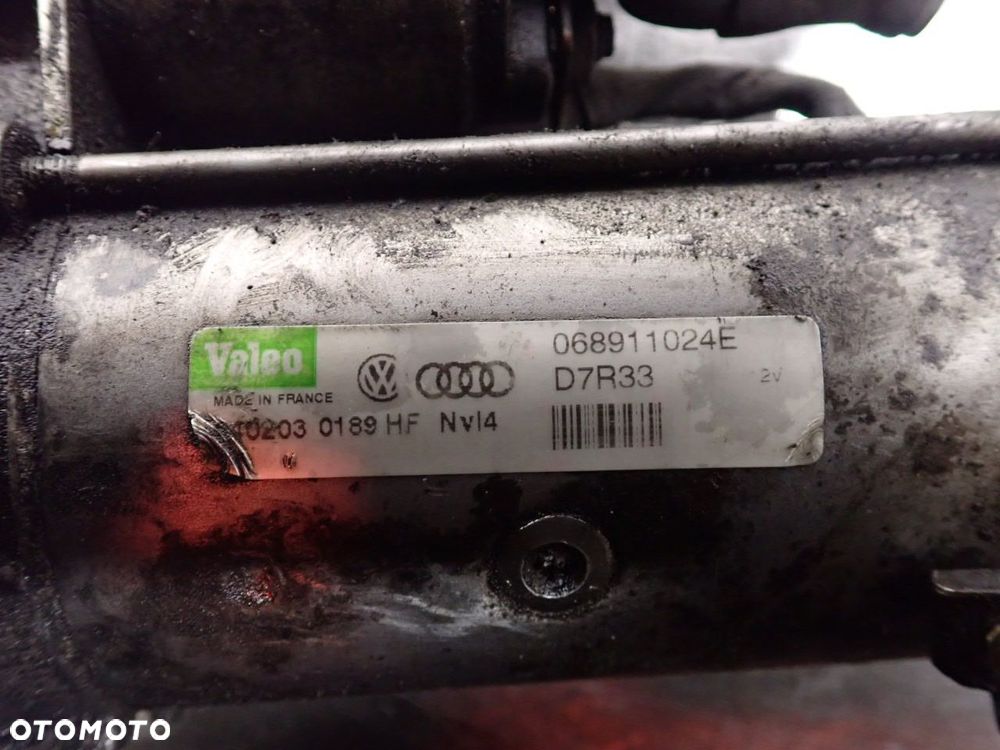 Valeo
MADE IN FRANCE
068911024E
D7R33
2V
0203 0189 HF Nvl4
OTOMOTO